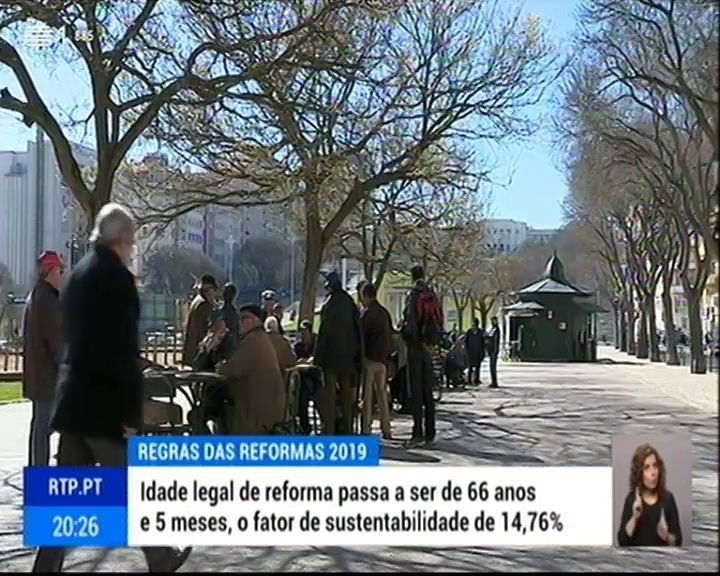 REGRAS DAS REFORMAS 2019
RTP.PT
20:26
Idade legal de reforma passa a ser de 66 anos
e 5 meses, o fator de sustentabilidade de 14,76%